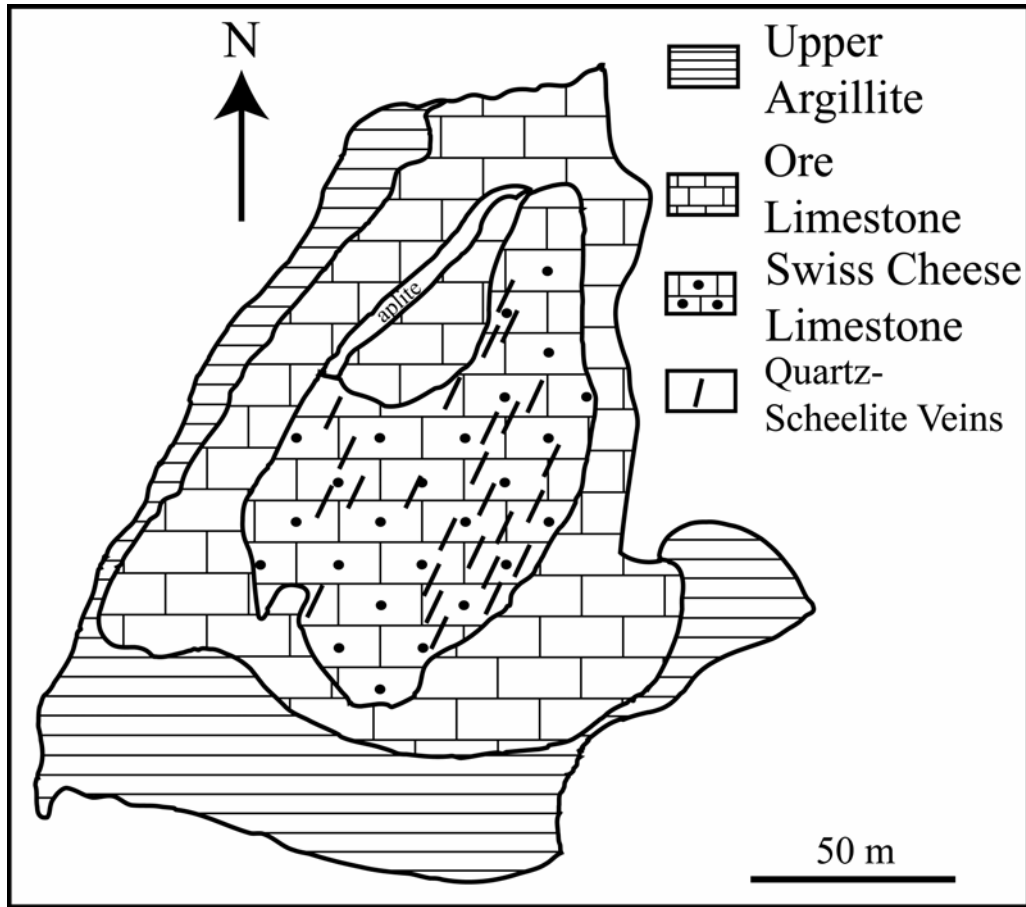 N
Upper
Argillite
Ore
Limestone
Swiss Cheese
Limestone
Quartz-
Scheelite Veins
aplite
50 m